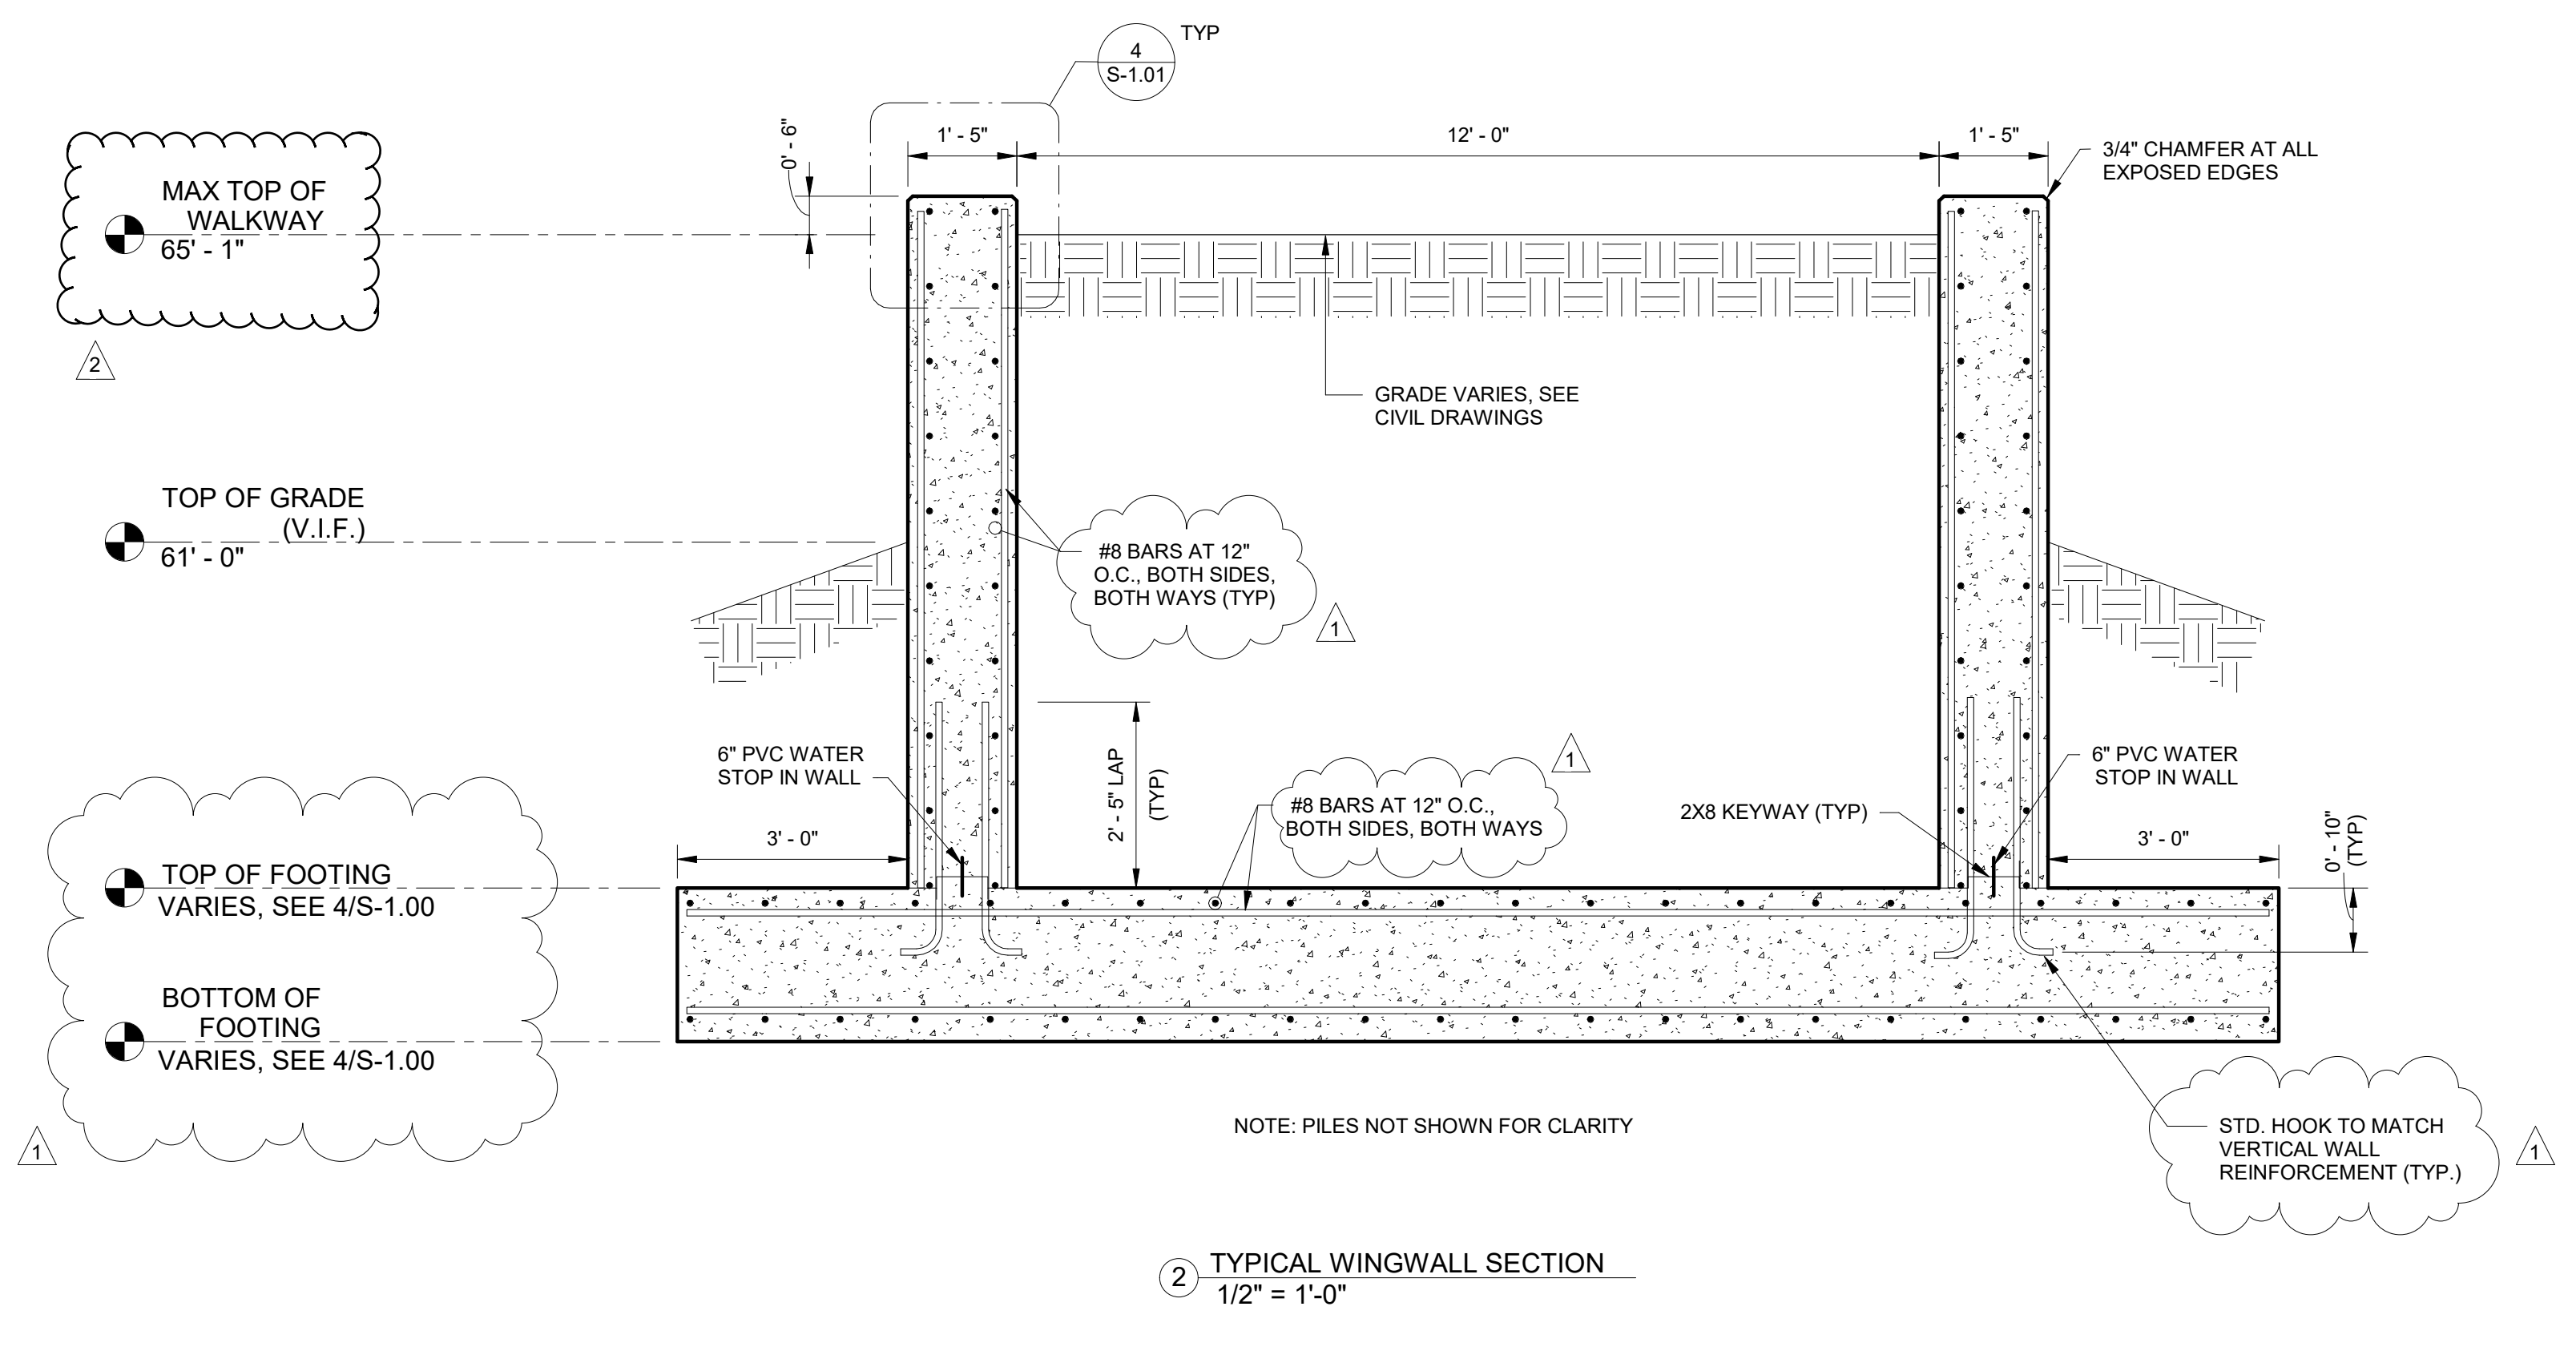 4
S-1.01
TYP
0' - 6"
1' - 5"
12' - 0"
1' - 5"
3/4" CHAMFER AT ALL
EXPOSED EDGES
MAX TOP OF
WALKWAY
65' - 1"
2
GRADE VARIES, SEE
CIVIL DRAWINGS
TOP OF GRADE
(V.I.F.)
61' - 0"
#8 BARS AT 12"
O.C., BOTH SIDES,
BOTH WAYS (TYP)
1
6" PVC WATER
STOP IN WALL
2' - 5" LAP
(TYP)
1
#8 BARS AT 12" O.C.,
BOTH SIDES, BOTH WAYS
2X8 KEYWAY (TYP)
6" PVC WATER
STOP IN WALL
3' - 0"
3' - 0"
0' - 10"
(TYP)
TOP OF FOOTING
VARIES, SEE 4/S-1.00
BOTTOM OF
FOOTING
VARIES, SEE 4/S-1.00
1
NOTE: PILES NOT SHOWN FOR CLARITY
STD. HOOK TO MATCH
VERTICAL WALL
REINFORCEMENT (TYP.)
1
2
TYPICAL WINGWALL SECTION
1/2" = 1'-0"